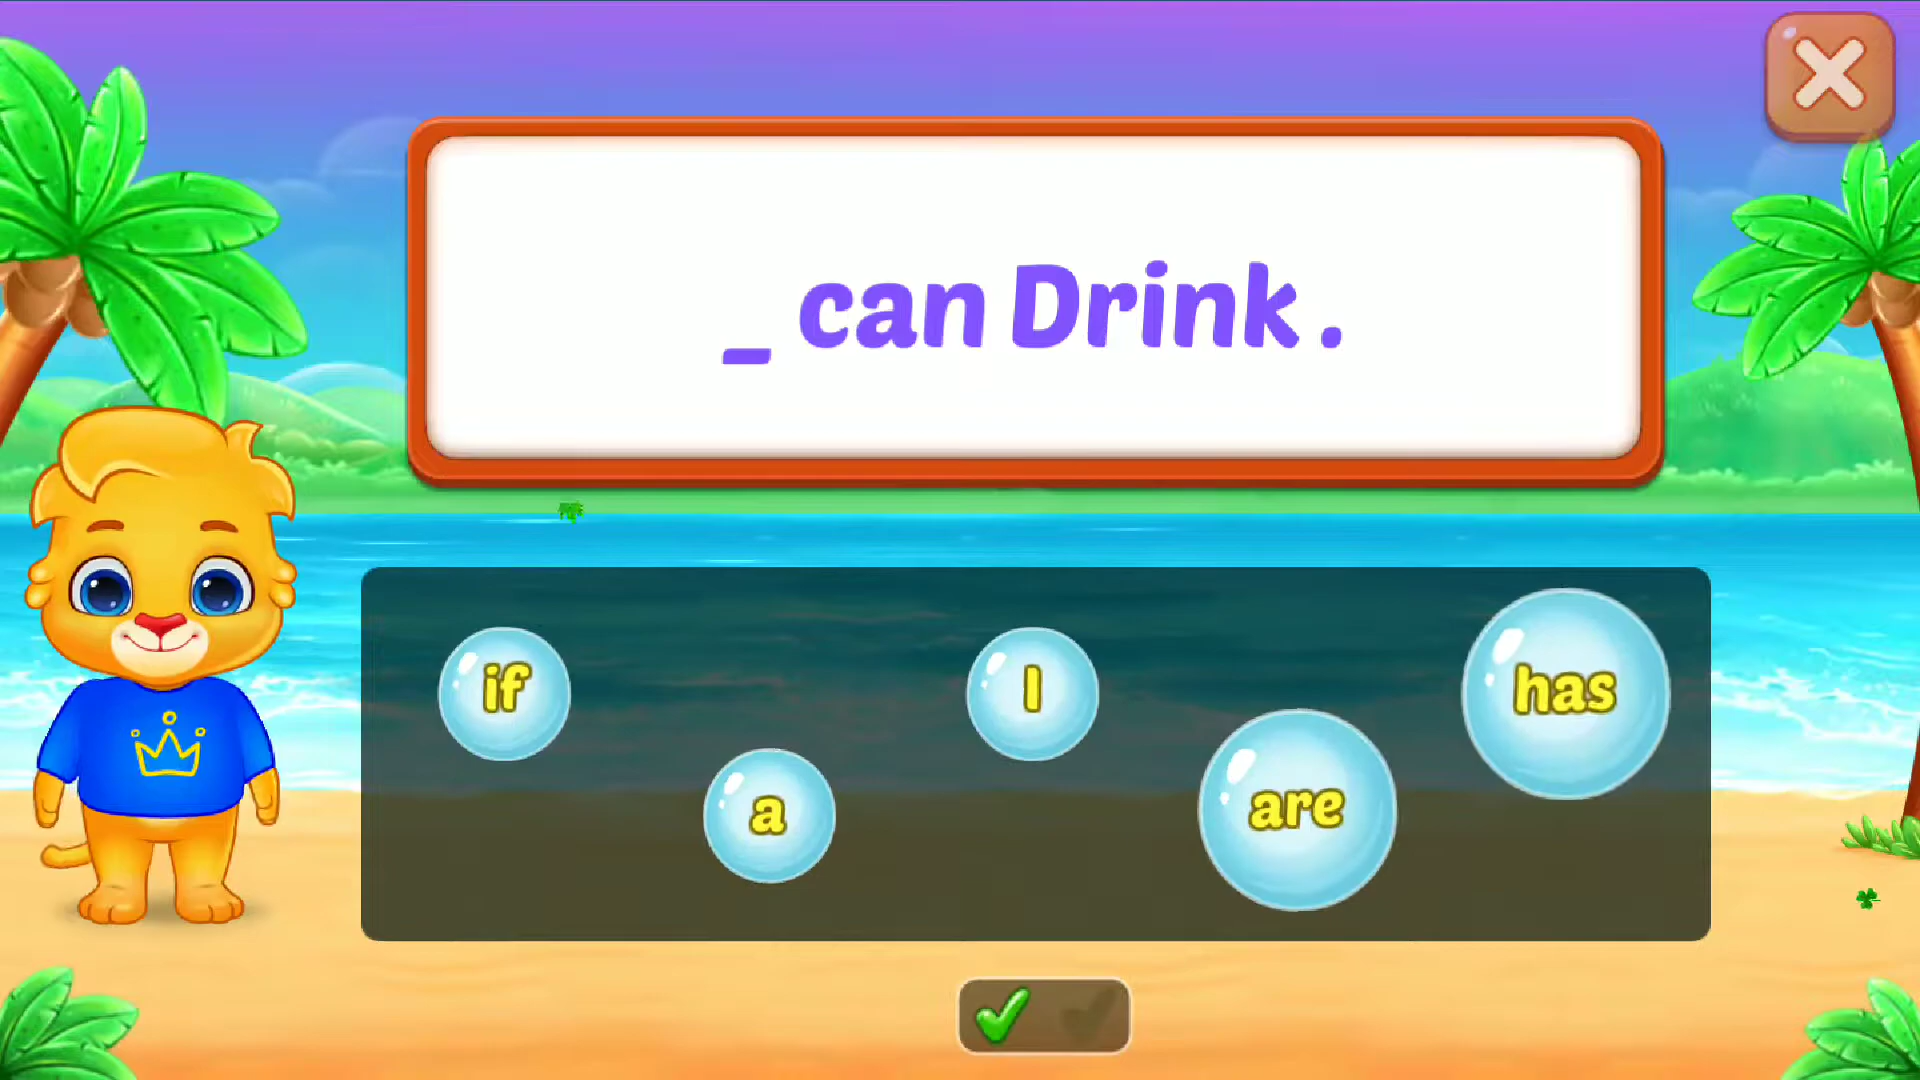 _ can Drink .
if
a
I
are
has